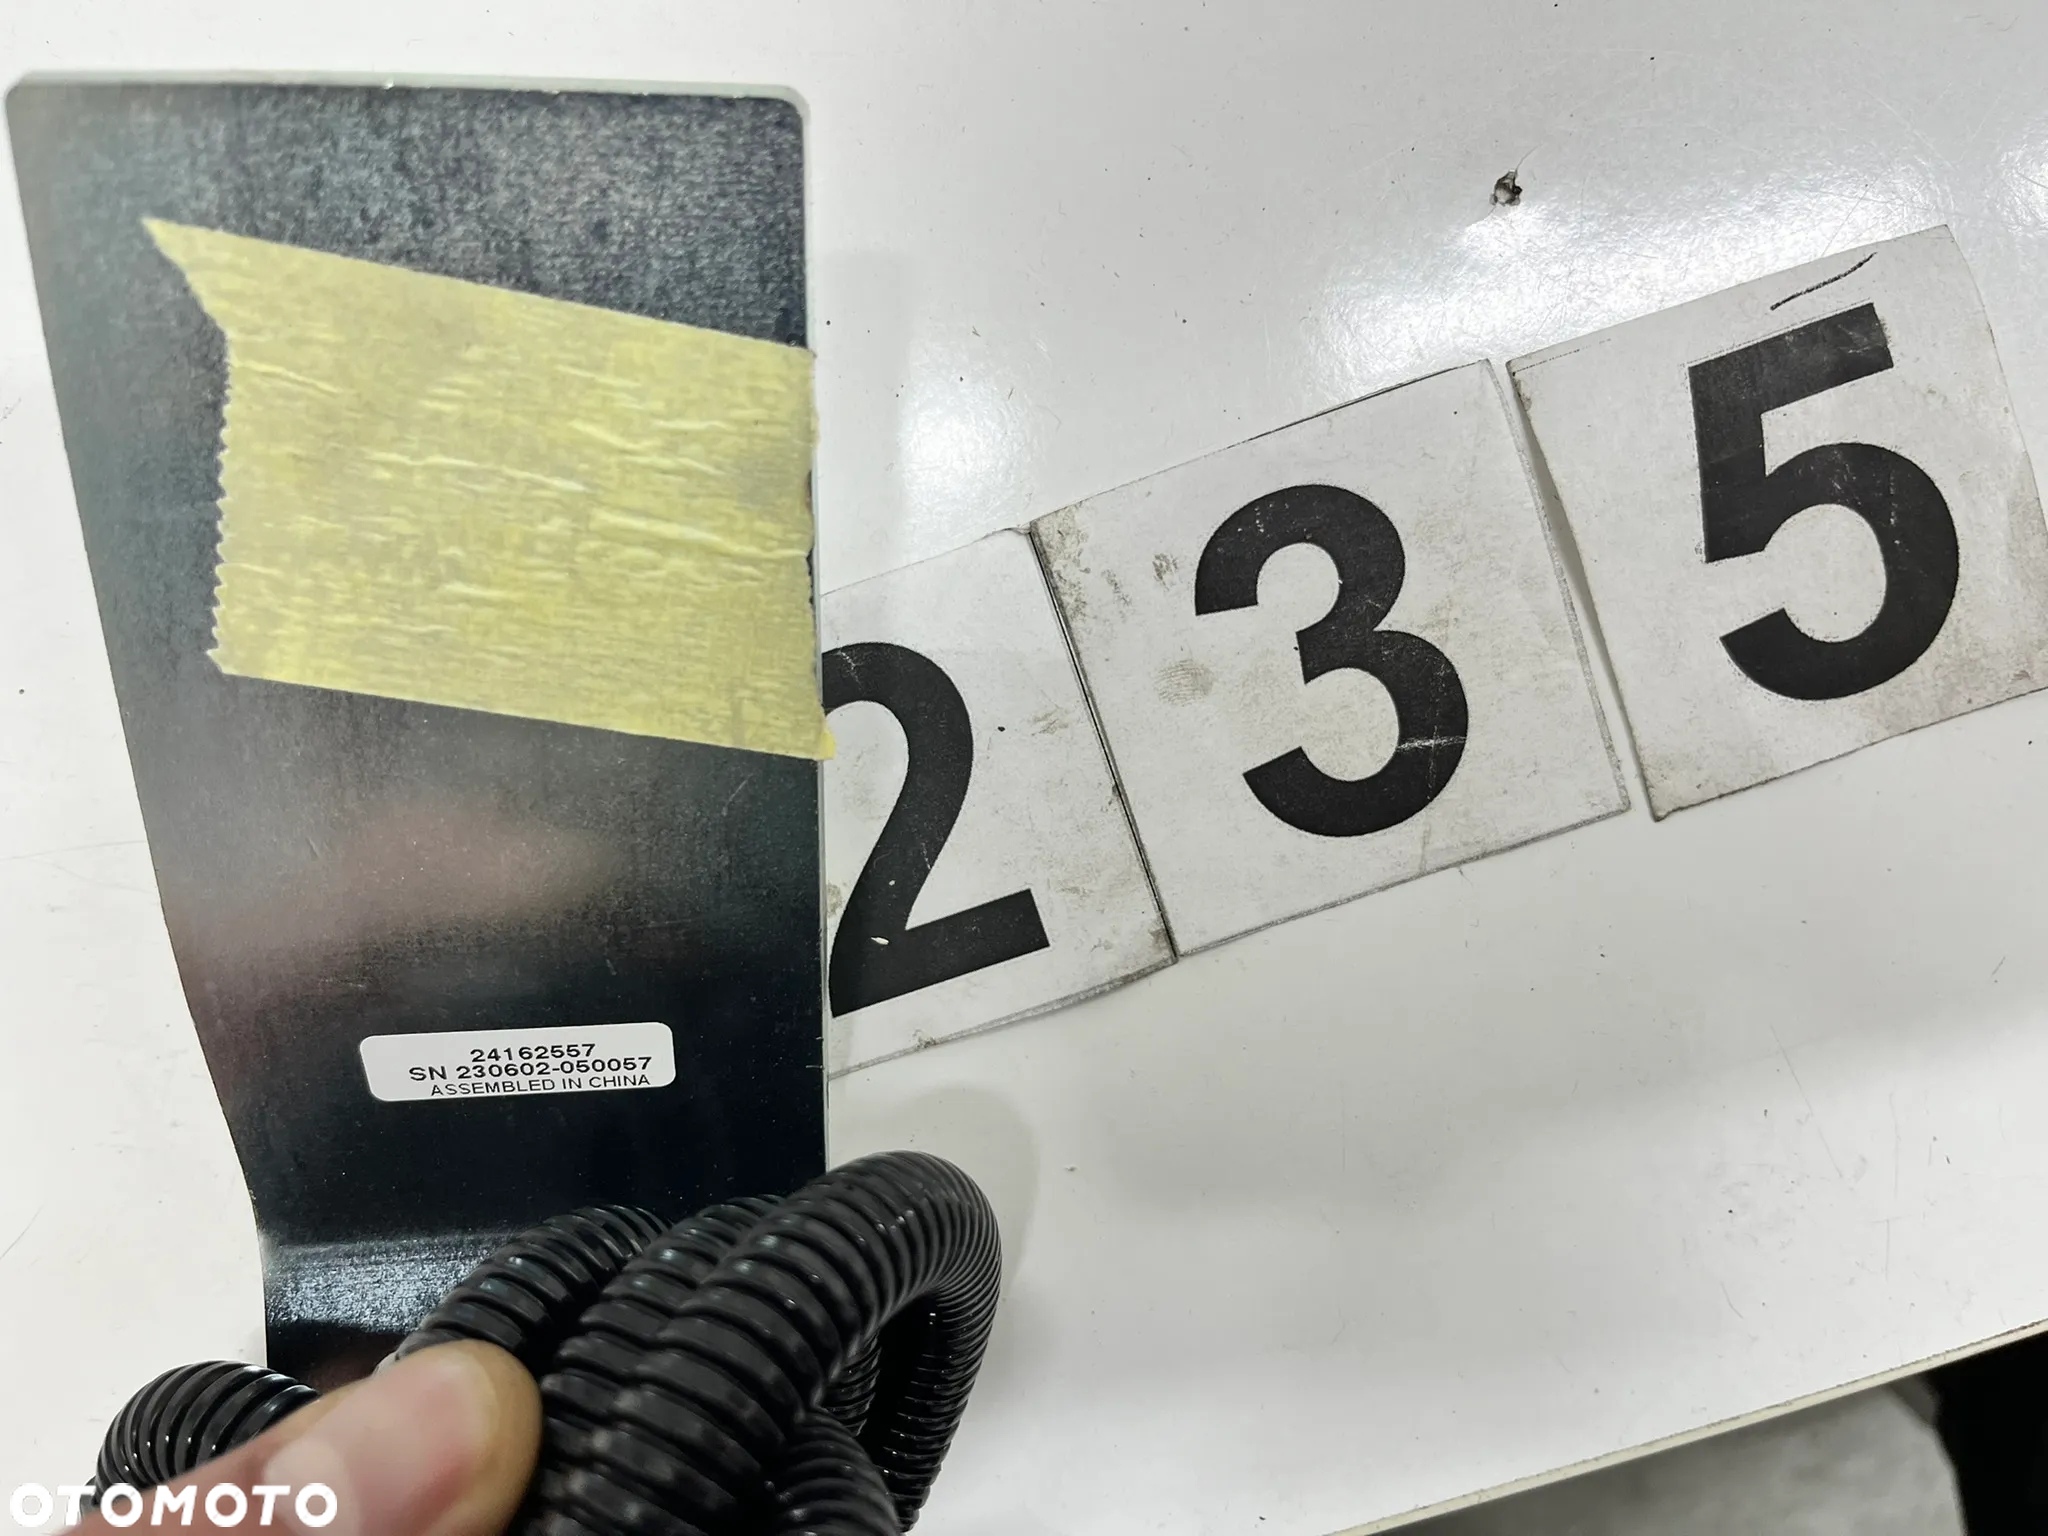 2 3 5
24162557
SN 230602-050057
ASSEMBLED IN CHINA
OTOMOTO